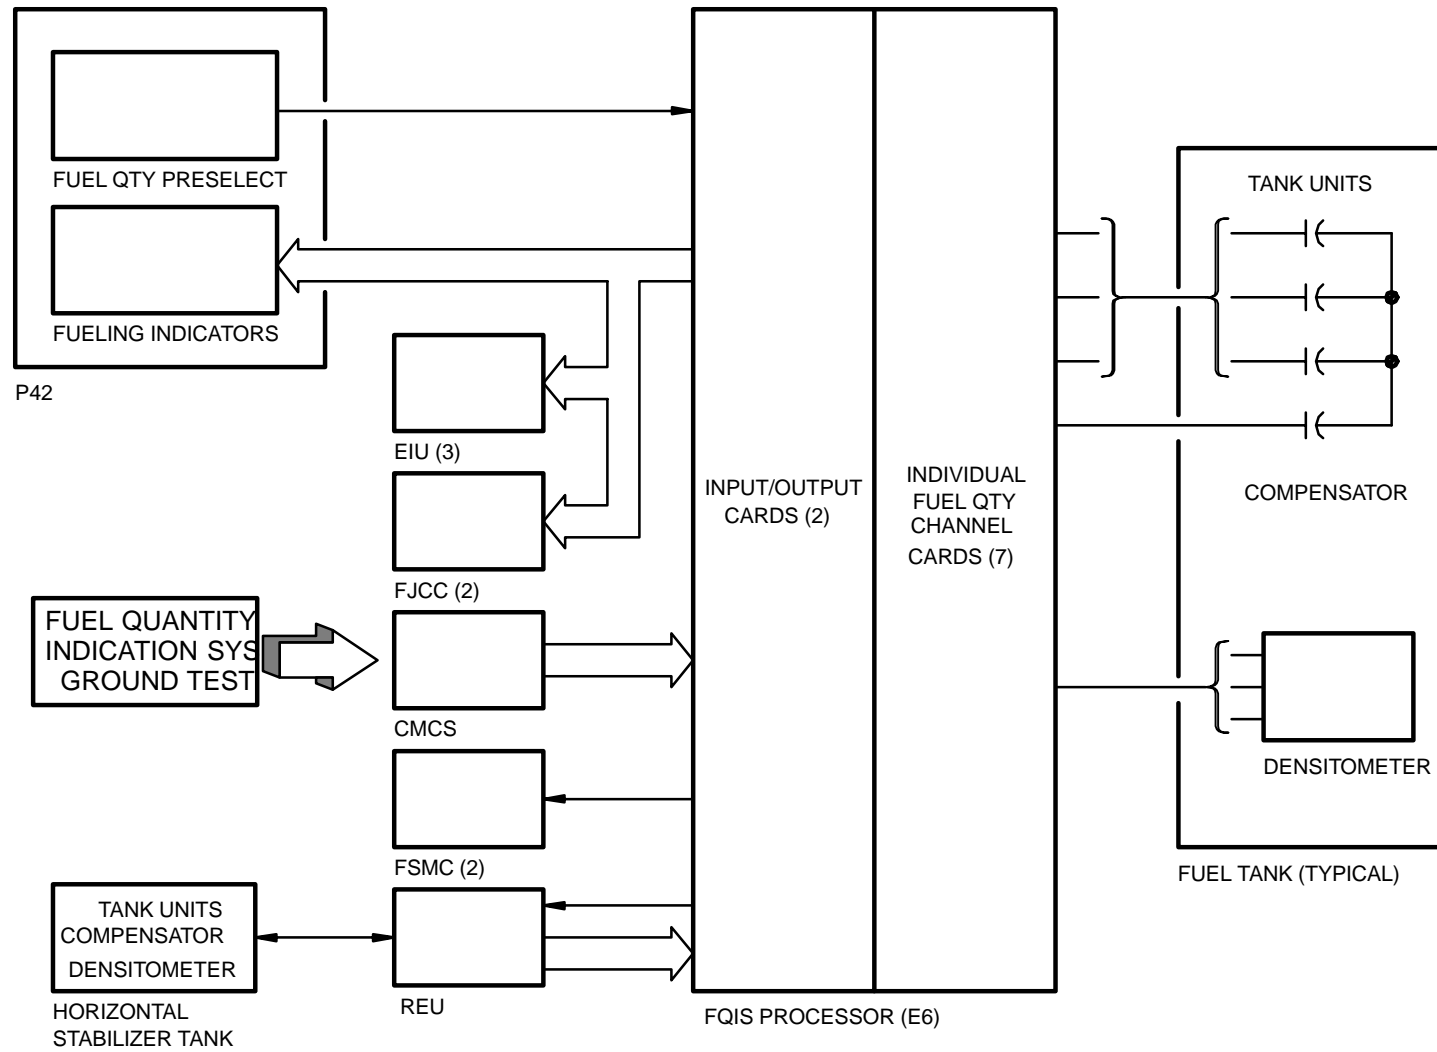 FUEL QTY PRESELECT
FUELING INDICATORS
P42
EIU (3)
FJCC (2)
FUEL QUANTITY
INDICATION SYS
GROUND TEST
CMCS
FSMC (2)
TANK UNITS
COMPENSATOR
DENSITOMETER
HORIZONTAL
STABILIZER TANK
REU
INPUT/OUTPUT
CARDS (2)
INDIVIDUAL
FUEL QTY
CHANNEL
CARDS (7)
FQIS PROCESSOR (E6)
TANK UNITS
COMPENSATOR
DENSITOMETER
FUEL TANK (TYPICAL)